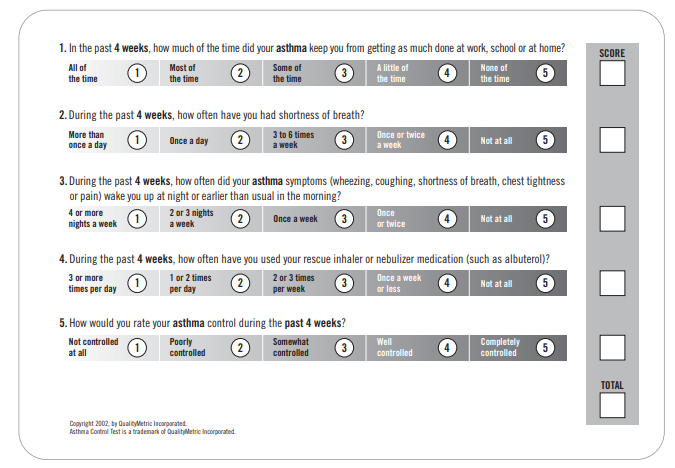 1. In the past 4 weeks, how much of the time did your asthma keep you from getting as much done at work, school or at home?
SCORE
All of
the time
1
Most of
the time
2
Some of
the time
3
A little of
the time
4
None of
the time
5
2. During the past 4 weeks, how often have you had shortness of breath?
More than
once a day
1
Once a day
2
3 to 6 times
a week
3
Once or twice
a week
4
Not at all
5
3. During the past 4 weeks, how often did your asthma symptoms (wheezing, coughing, shortness of breath, chest tightness
or pain) wake you up at night or earlier than usual in the morning?
4 or more
nights a week
1
2 or 3 nights
a week
2
Once a week
3
Once
or twice
4
Not at all
5
4. During the past 4 weeks, how often have you used your rescue inhaler or nebulizer medication (such as albuterol)?
3 or more
times per day
1
1 or 2 times
per day
2
2 or 3 times
per week
3
Once a week
or less
4
Not at all
5
5. How would you rate your asthma control during the past 4 weeks?
Not controlled
at all
1
Poorly
controlled
2
Somewhat
controlled
3
Well
controlled
4
Completely
controlled
5
TOTAL
Copyright 2002, by QualityMetric Incorporated.
Asthma Control Test is a trademark of QualityMetric Incorporated.